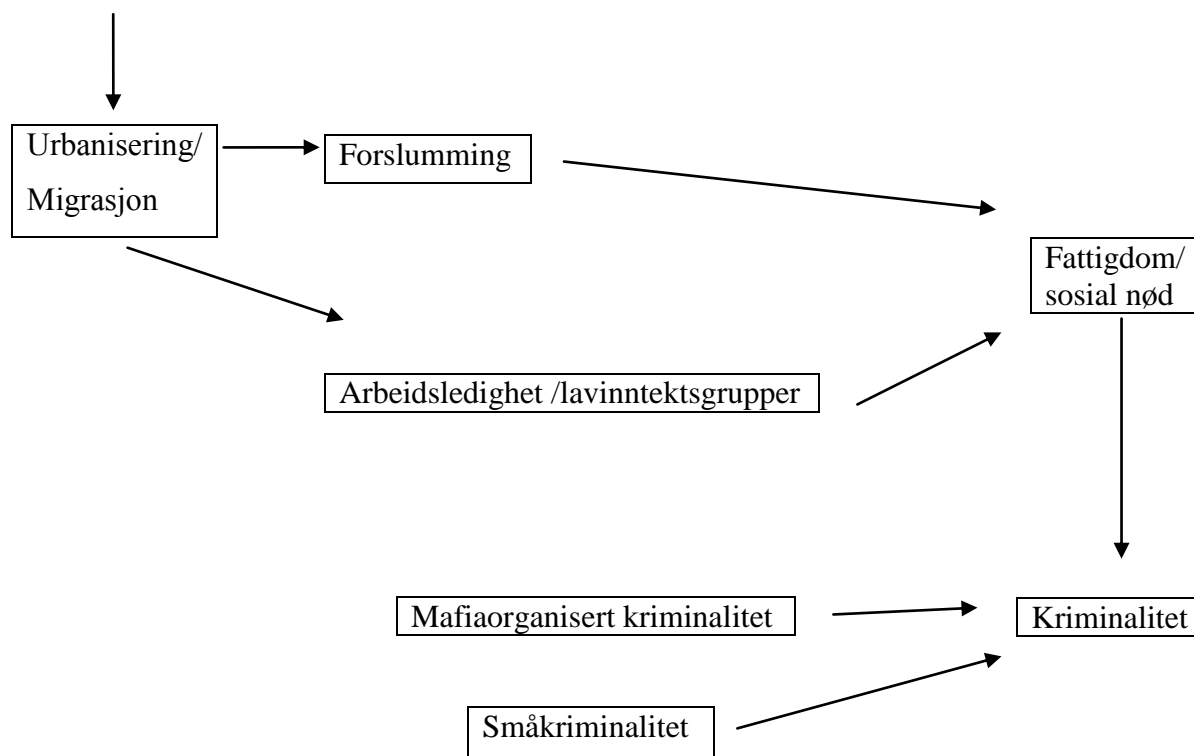 Urbanisering/
Migrasjon
Forslumming
Fattigdom/
sosial nød
Arbeidsledighet /lavinntektsgrupper
Mafiaorganisert kriminalitet
Kriminalitet
Småkriminalitet